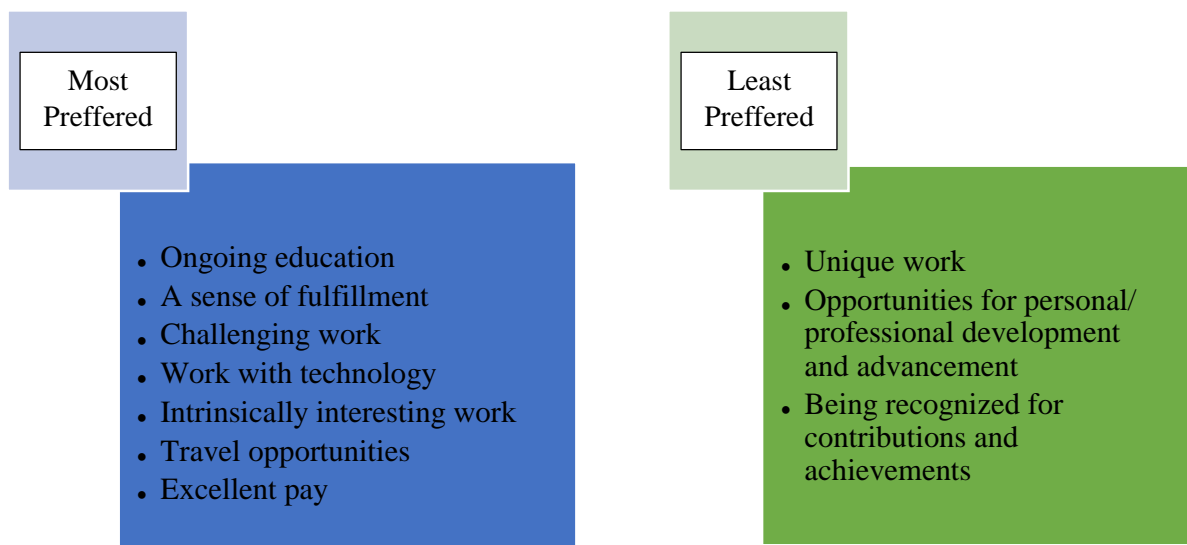 Most
Preffered
• Ongoing education
• A sense of fulfillment
• Challenging work
• Work with technology
• Intrinsically interesting work
• Travel opportunities
• Excellent pay
Least
Preffered
• Unique work
• Opportunities for personal/
professional development
and advancement
• Being recognized for
contributions and
achievements